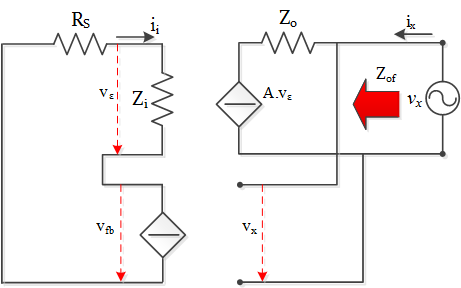 R_S
i_i
Z_o
i_x
v_ε
Z_i
A.v_ε
Z_of
v_x
v_fb
v_x